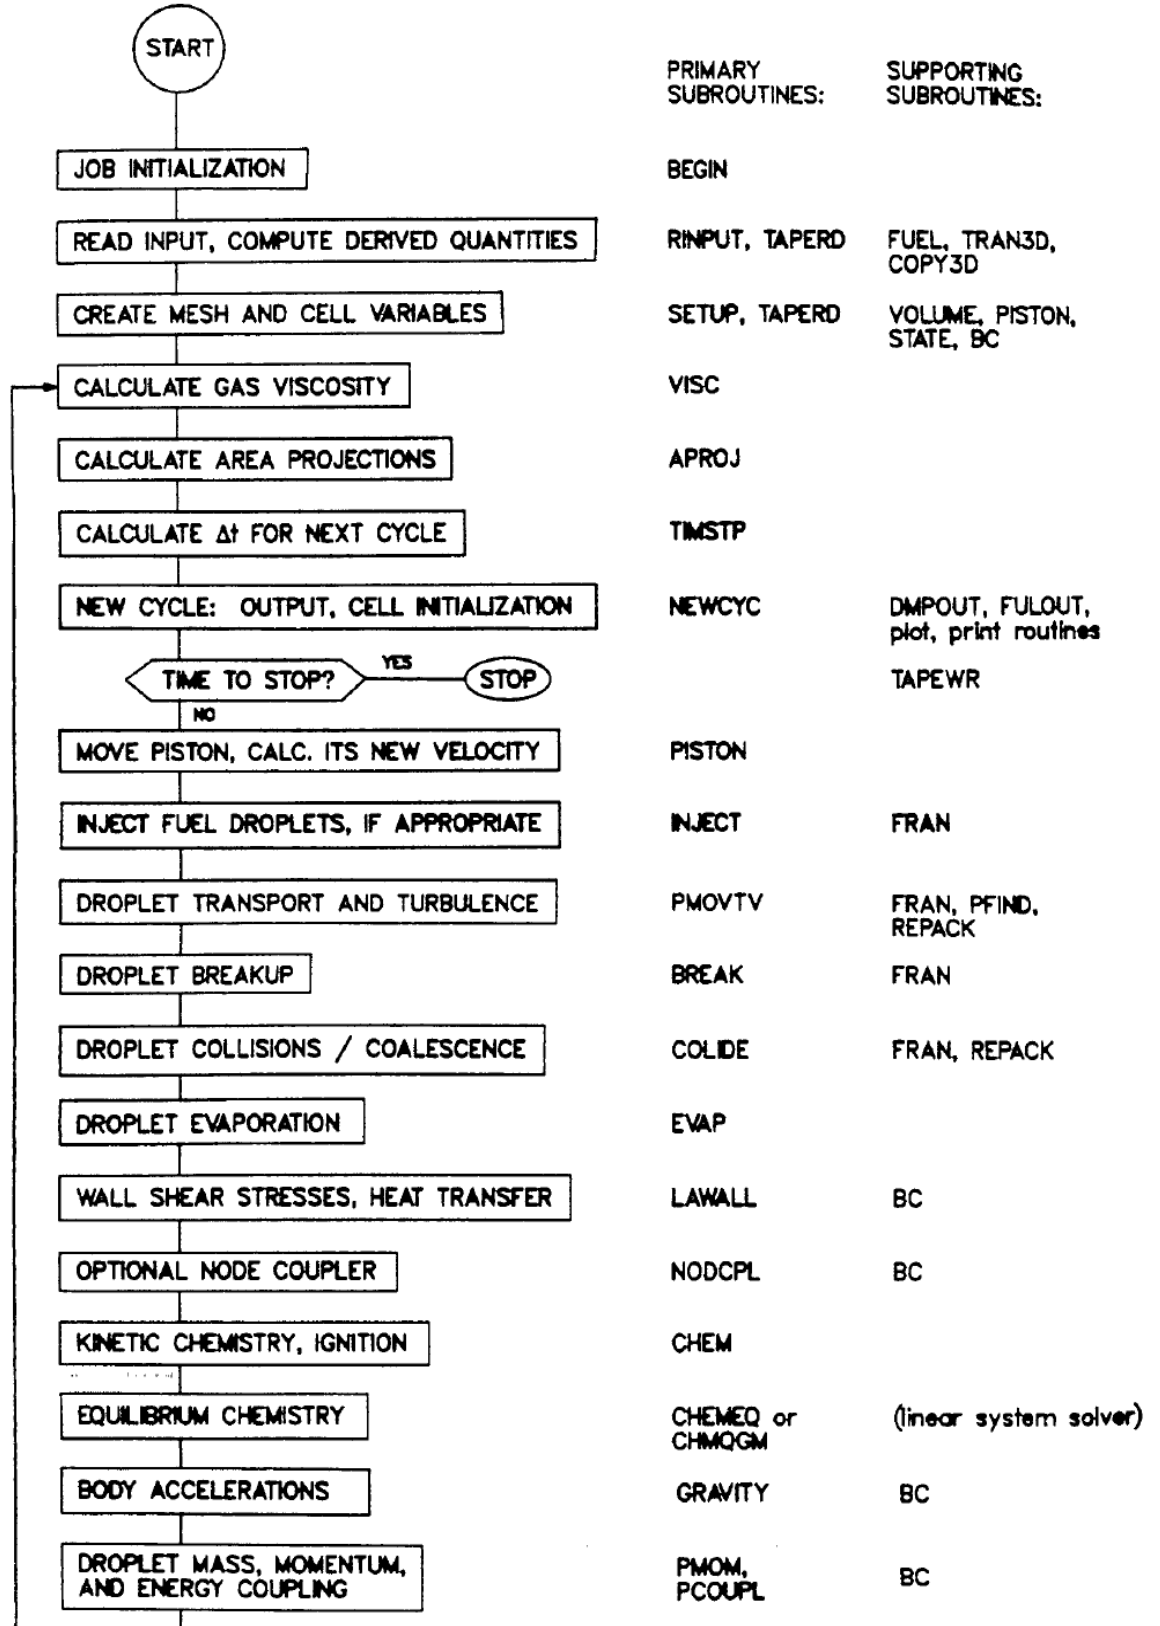 START
PRIMARY SUPPORTING
SUBROUTINES: SUBROUTINES:
JOB INITIALIZATION BEGIN
READ INPUT, COMPUTE DERIVED QUANTITIES RINPUT, TAPERD FUEL, TRAN3D,
COPY3D
CREATE MESH AND CELL VARIABLES SETUP, TAPERD VOLUME, PISTON,
STATE, BC
CALCULATE GAS VISCOSITY VISC
CALCULATE AREA PROJECTIONS APROJ
CALCULATE Δt FOR NEXT CYCLE TIMSTP
NEW CYCLE: OUTPUT, CELL INITIALIZATION NEWCYC DMPOUT, FULOUT,
plot, print routines
TIME TO STOP? YES STOP TAPEWR
NO
MOVE PISTON, CALC. ITS NEW VELOCITY PISTON
INJECT FUEL DROPLETS, IF APPROPRIATE INJECT FRAN
DROPLET TRANSPORT AND TURBULENCE PMOVTV FRAN, PFIND,
REPACK
DROPLET BREAKUP BREAK FRAN
DROPLET COLLISIONS / COALESCENCE COLIDE FRAN, REPACK
DROPLET EVAPORATION EVAP
WALL SHEAR STRESSES, HEAT TRANSFER LAWALL BC
OPTIONAL NODE COUPLER NODCPL BC
KINETIC CHEMISTRY, IGNITION CHEM
EQUILIBRIUM CHEMISTRY CHEMEQ or (linear system solver)
CHMQGM
BODY ACCELERATIONS GRAVITY BC
DROPLET MASS, MOMENTUM, PMOM, BC
AND ENERGY COUPLING PCOUPL